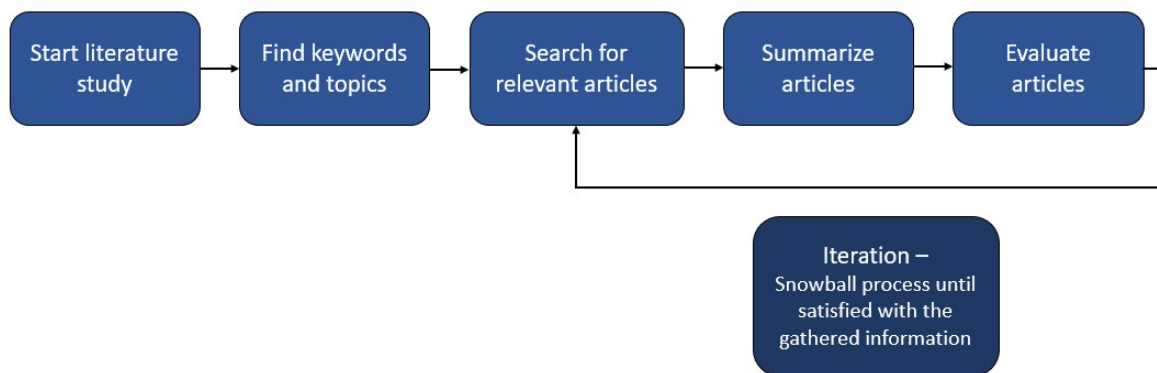 Start literature
study
Find keywords
and topics
Search for
relevant articles
Summarize
articles
Evaluate
articles
Iteration –
Snowball process until
satisfied with the
gathered information